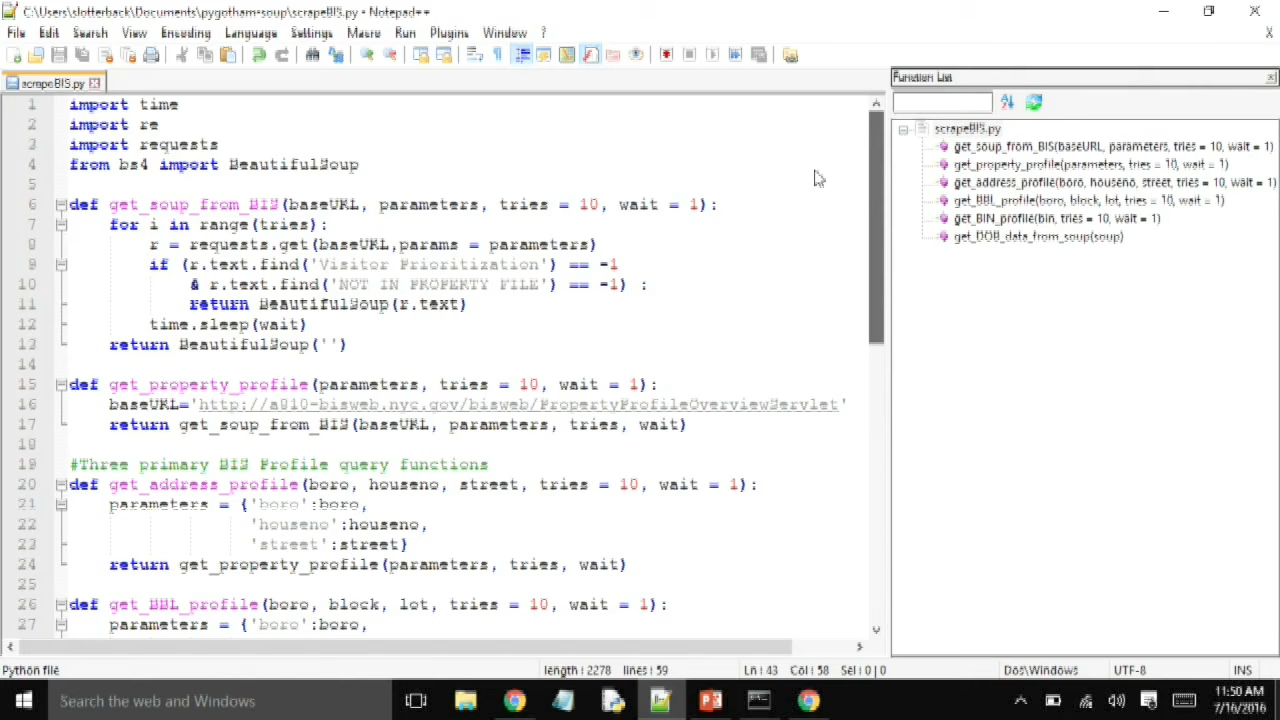 C:\Users\slotterback\Documents\pygotham-soup\scrapeBIS.py - Notepad++
File Edit Search View Encoding Language Settings Macro Run Plugins Window ? X
scrapeBIS.py
1 import time
2 import re
3 import requests
4 from bs4 import BeautifulSoup
5
6 def get_soup_from_BIS(baseURL, parameters, tries = 10, wait = 1):
7 for i in range(tries):
8 r = requests.get(baseURL,params = parameters)
9 if (r.text.find('Visitor Prioritization') == -1
10 & r.text.find('NOT IN PROPERTY FILE') == -1) :
11 return BeautifulSoup(r.text)
12 time.sleep(wait)
13 return BeautifulSoup('')
14
15 def get_property_profile(parameters, tries = 10, wait = 1):
16 baseURL='http://a810-bisweb.nyc.gov/bisweb/PropertyProfileOverviewServlet'
17 return get_soup_from_BIS(baseURL, parameters, tries, wait)
18
19 #Three primary BIS Profile query functions
20 def get_address_profile(boro, houseno, street, tries = 10, wait = 1):
21 parameters = {'boro':boro,
22 'houseno':houseno,
23 'street':street}
24 return get_property_profile(parameters, tries, wait)
25
26 def get_BBL_profile(boro, block, lot, tries = 10, wait = 1):
27 parameters = {'boro':boro,
Function List
scrapeBIS.py
get_soup_from_BIS(baseURL, parameters, tries = 10, wait = 1)
get_property_profile(parameters, tries = 10, wait = 1)
get_address_profile(boro, houseno, street, tries = 10, wait = 1)
get_BBL_profile(boro, block, lot, tries = 10, wait = 1)
get_BIN_profile(bin, tries = 10, wait = 1)
get_DOB_data_from_soup(soup)
Python file length : 2278 lines : 59 Ln : 43 Col : 58 Sel : 0 | 0 Dos\Windows UTF-8 INS
Search the web and Windows
11:50 AM
7/16/2016